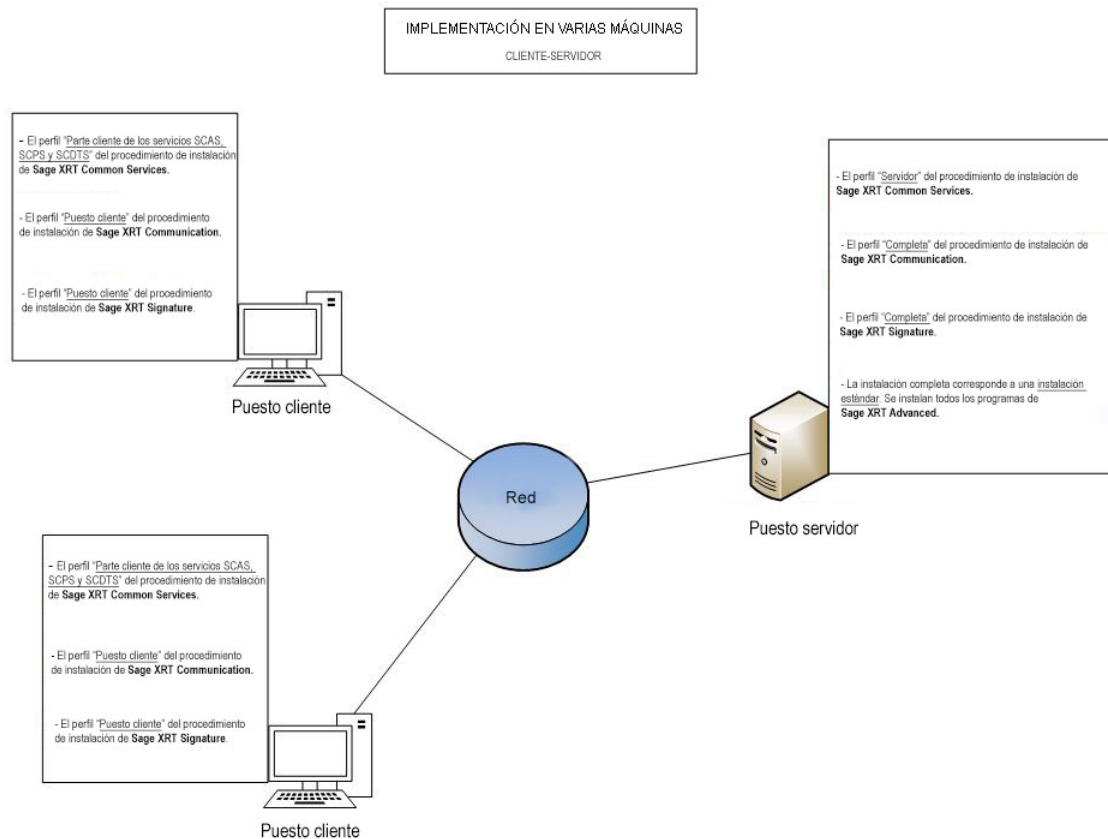 IMPLEMENTACIÓN EN VARIAS MÁQUINAS
CLIENTE-SERVIDOR
- El perfil "Parte cliente de los servicios SCAS,
SCPS y SCDTS" del procedimiento de instalación
de Sage XRT Common Services.
- El perfil "Puesto cliente" del procedimiento
de instalación de Sage XRT Communication.
- El perfil "Puesto cliente" del procedimiento
de instalación de Sage XRT Signature.
Puesto cliente
- El perfil "Servidor" del procedimiento de instalación de
Sage XRT Common Services.
- El perfil "Completa" del procedimiento de instalación de
Sage XRT Communication.
- El perfil "Completa" del procedimiento de instalación de
Sage XRT Signature.
- La instalación completa corresponde a una instalación
estándar. Se instalan todos los programas de
Sage XRT Advanced.
Puesto servidor
Red
- El perfil "Parte cliente de los servicios SCAS,
SCPS y SCDTS" del procedimiento de instalación
de Sage XRT Common Services.
- El perfil "Puesto cliente" del procedimiento
de instalación de Sage XRT Communication.
- El perfil "Puesto cliente" del procedimiento
de instalación de Sage XRT Signature.
Puesto cliente